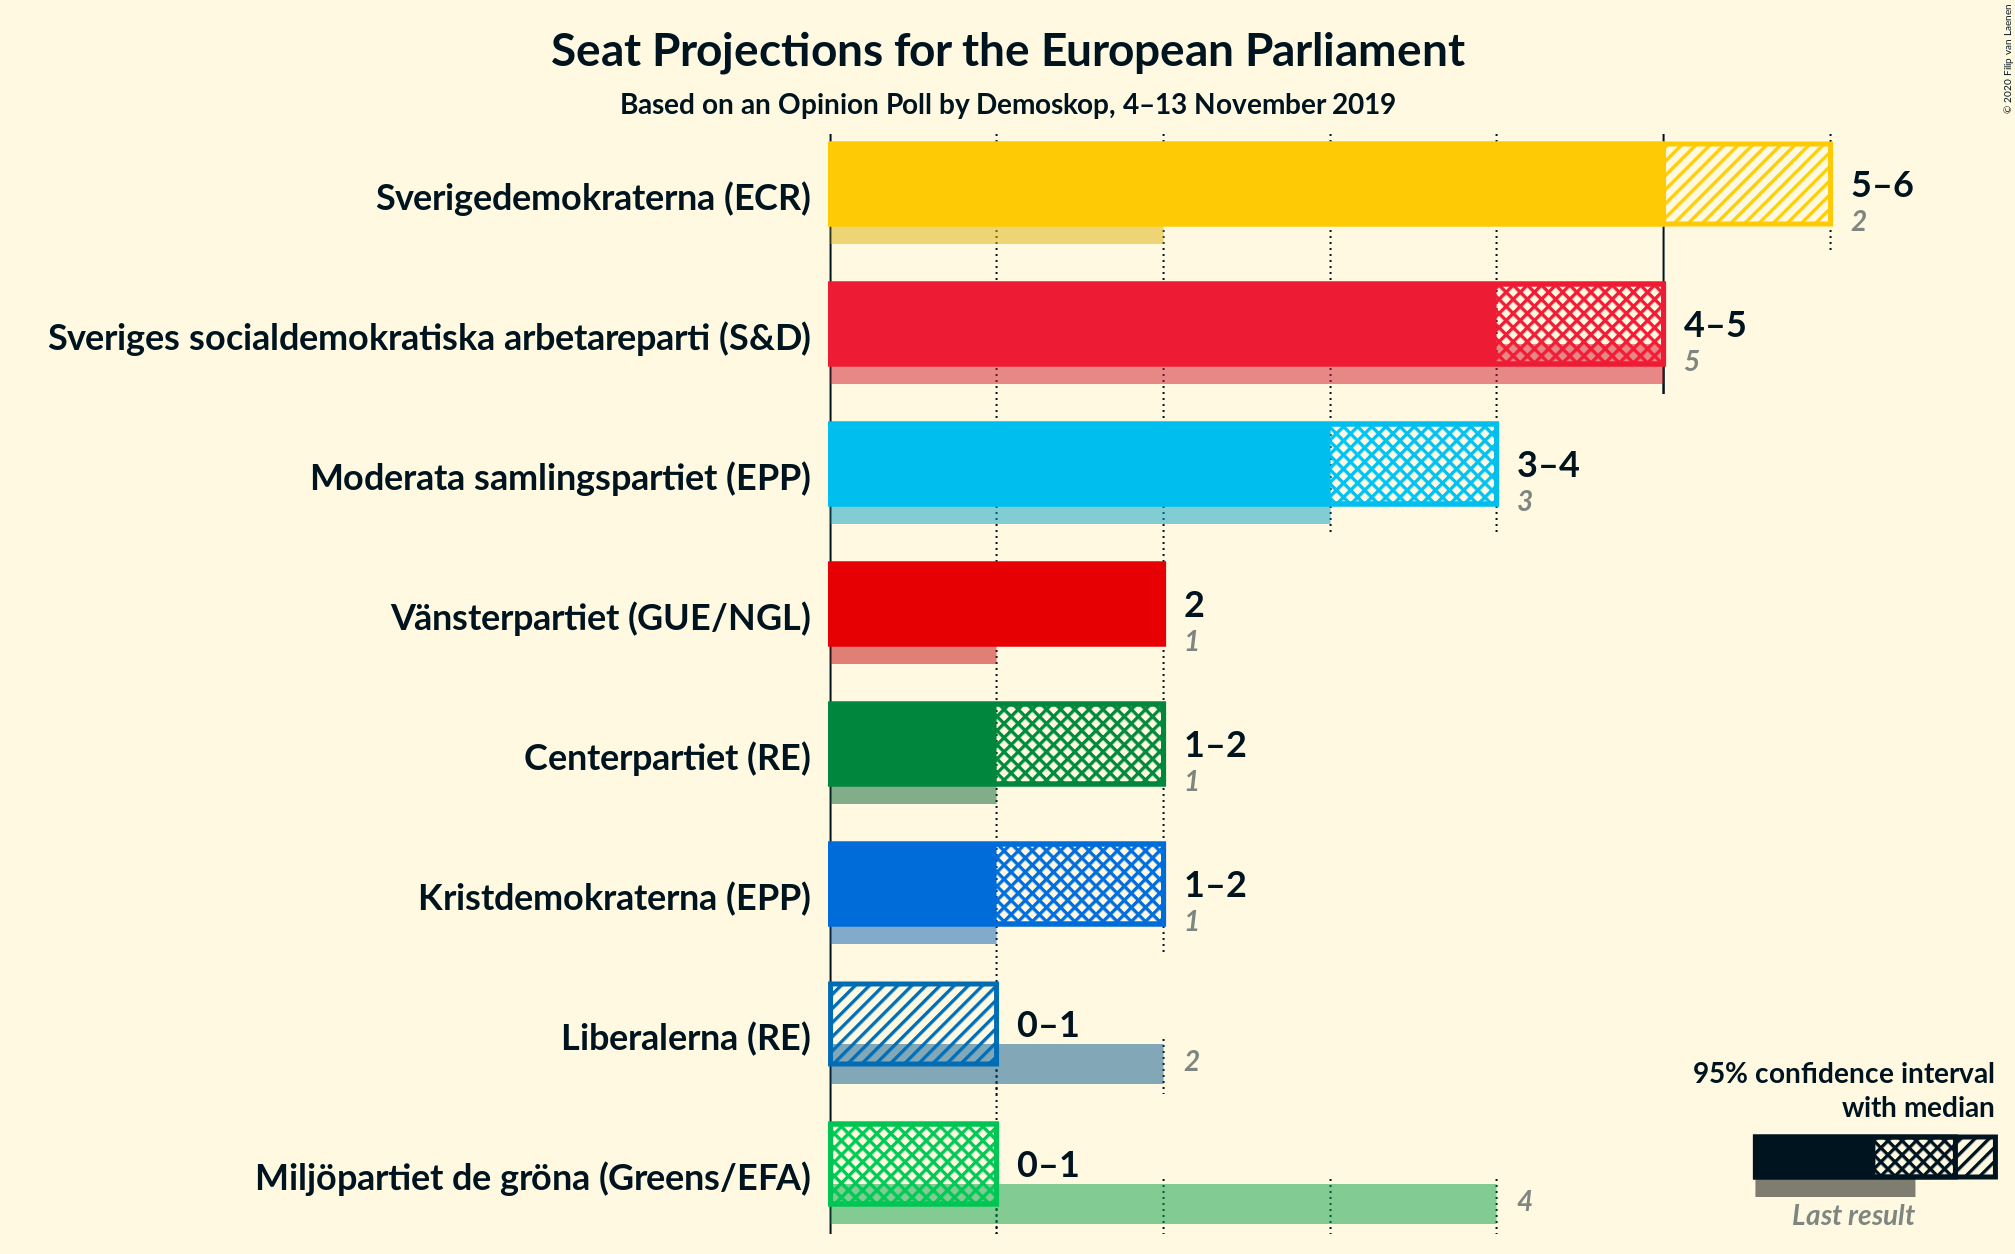 Seat Projections for the European Parliament
Based on an Opinion Poll by Demoskop, 4–13 November 2019
© 2020 Filip van Laenen
Sverigedemokraterna (ECR)
5–6
2
Sveriges socialdemokratiska arbetareparti (S&D)
4–5
5
Moderata samlingspartiet (EPP)
3–4
3
Vänsterpartiet (GUE/NGL)
2
1
Centerpartiet (RE)
1–2
1
Kristdemokraterna (EPP)
1–2
1
Liberalerna (RE)
0–1
2
Miljöpartiet de gröna (Greens/EFA)
0–1
4
95% confidence interval
with median
Last result